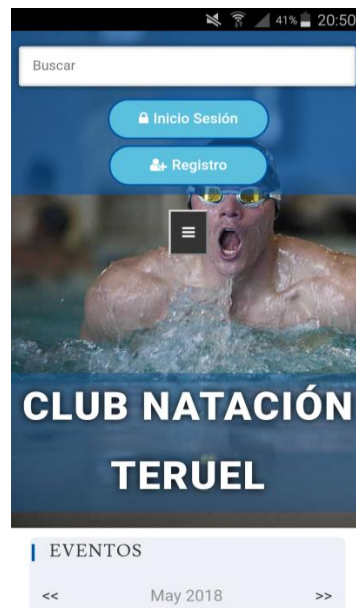 41% 20:50
Buscar
Inicio Sesión
Registro
CLUB NATACIÓN
TERUEL
EVENTOS
<< May 2018 >>